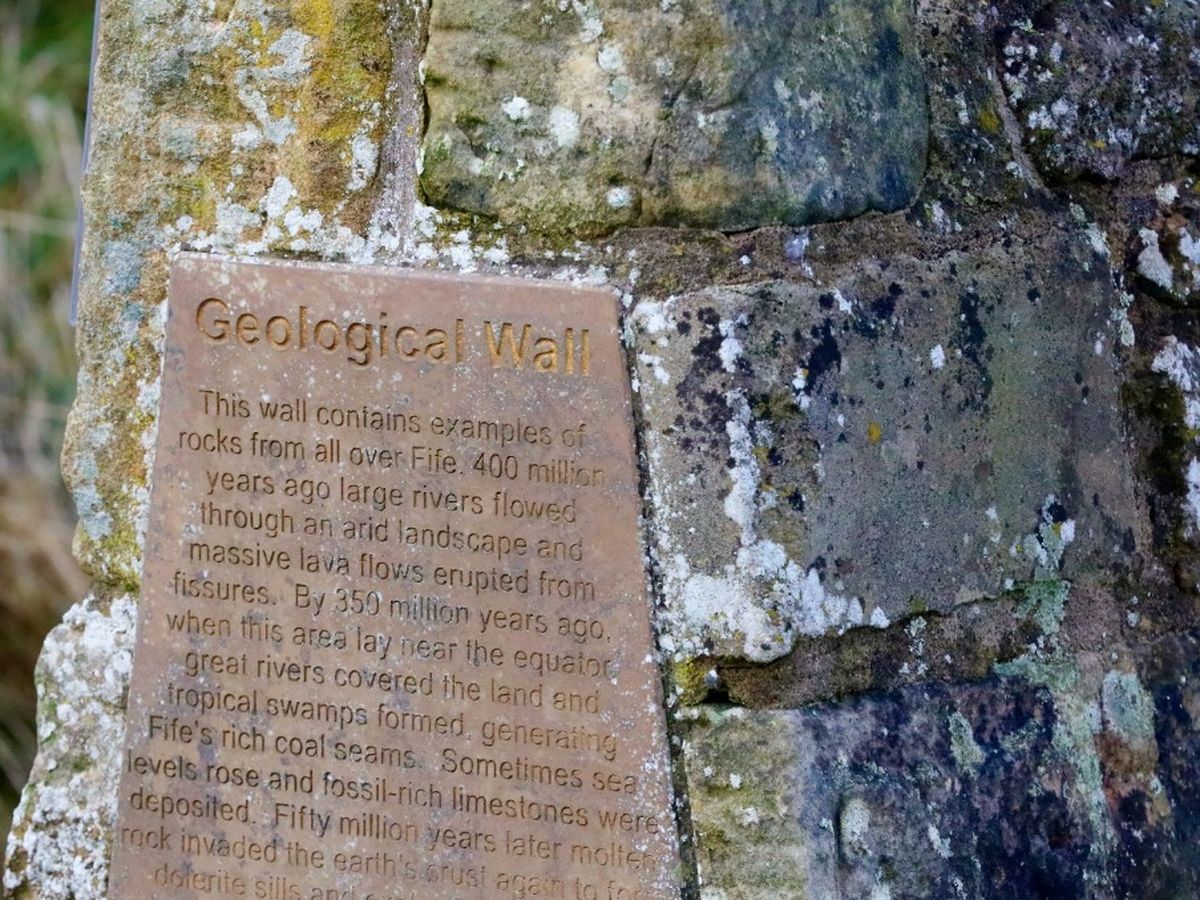 Geological Wall
This wall contains examples of
rocks from all over Fife. 400 million
years ago large rivers flowed
through an arid landscape and
massive lava flows erupted from
fissures. By 350 million years ago,
when this area lay near the equator
great rivers covered the land and
tropical swamps formed, generating
Fife's rich coal seams. Sometimes sea
levels rose and fossil-rich limestones were
deposited. Fifty million years later molten
rock invaded the earth's crust again to
dolerite sills and